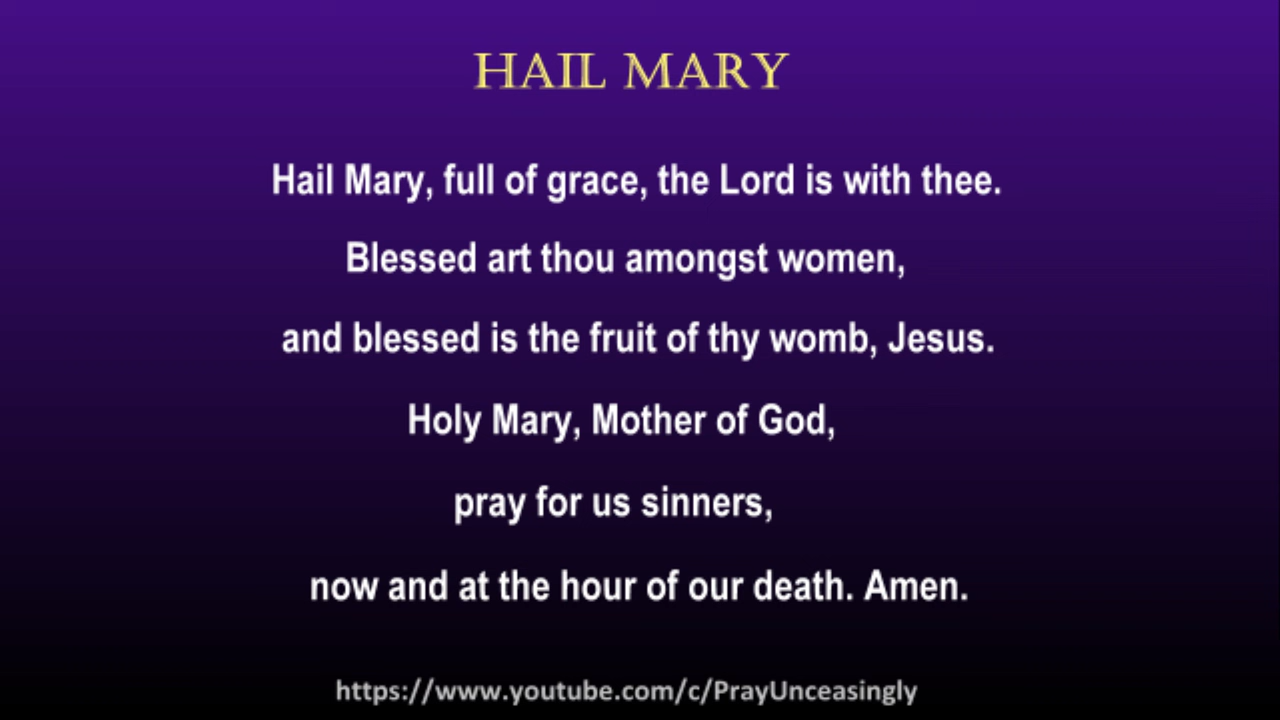 HAIL MARY
Hail Mary, full of grace, the Lord is with thee.
Blessed art thou amongst women,
and blessed is the fruit of thy womb, Jesus.
Holy Mary, Mother of God,
pray for us sinners,
now and at the hour of our death. Amen.
https://www.youtube.com/c/PrayUnceasingly